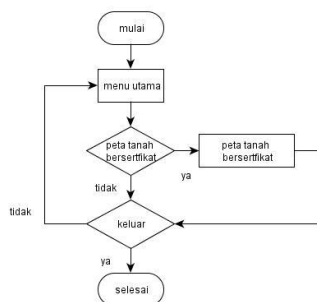 mulai
menu utama
peta tanah
bersertfikat
peta tanah
bersertfikat
ya
tidak
tidak
keluar
ya
selesai